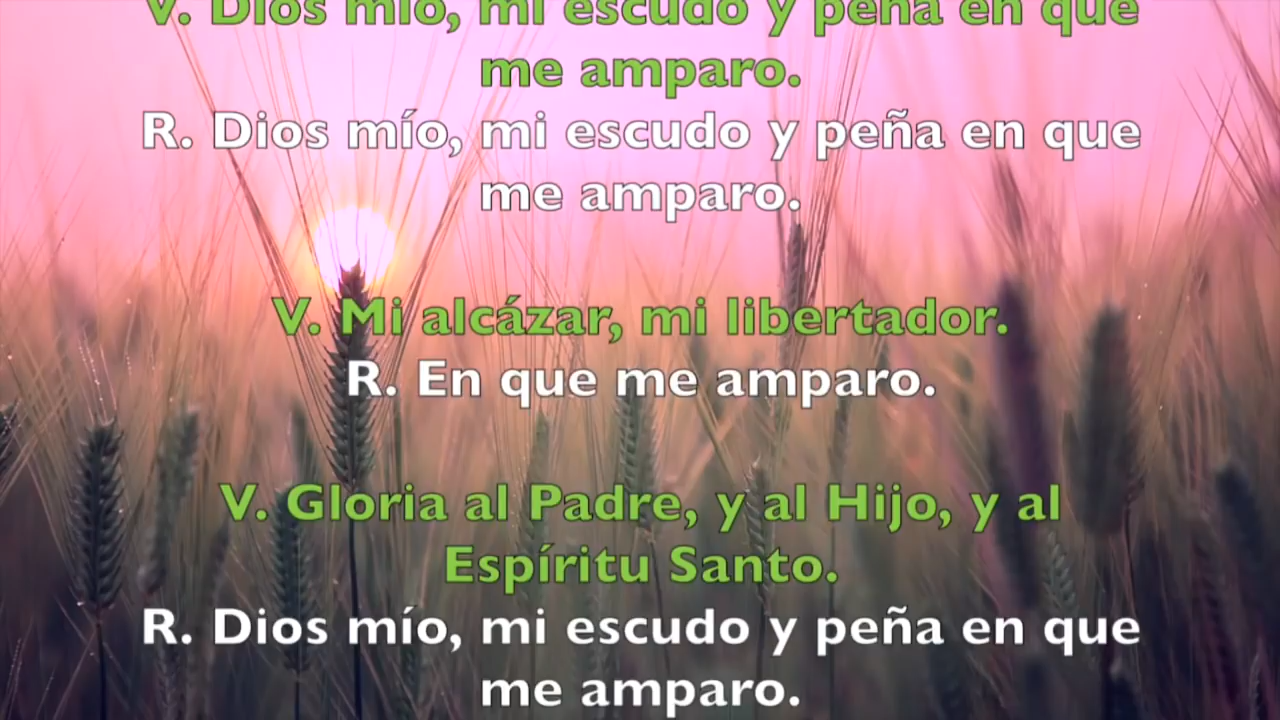 V. Dios mío, mi escudo y peña en que
me amparo.
R. Dios mío, mi escudo y peña en que
me amparo.
V. Mi alcázar, mi libertador.
R. En que me amparo.
V. Gloria al Padre, y al Hijo, y al
Espíritu Santo.
R. Dios mío, mi escudo y peña en que
me amparo.